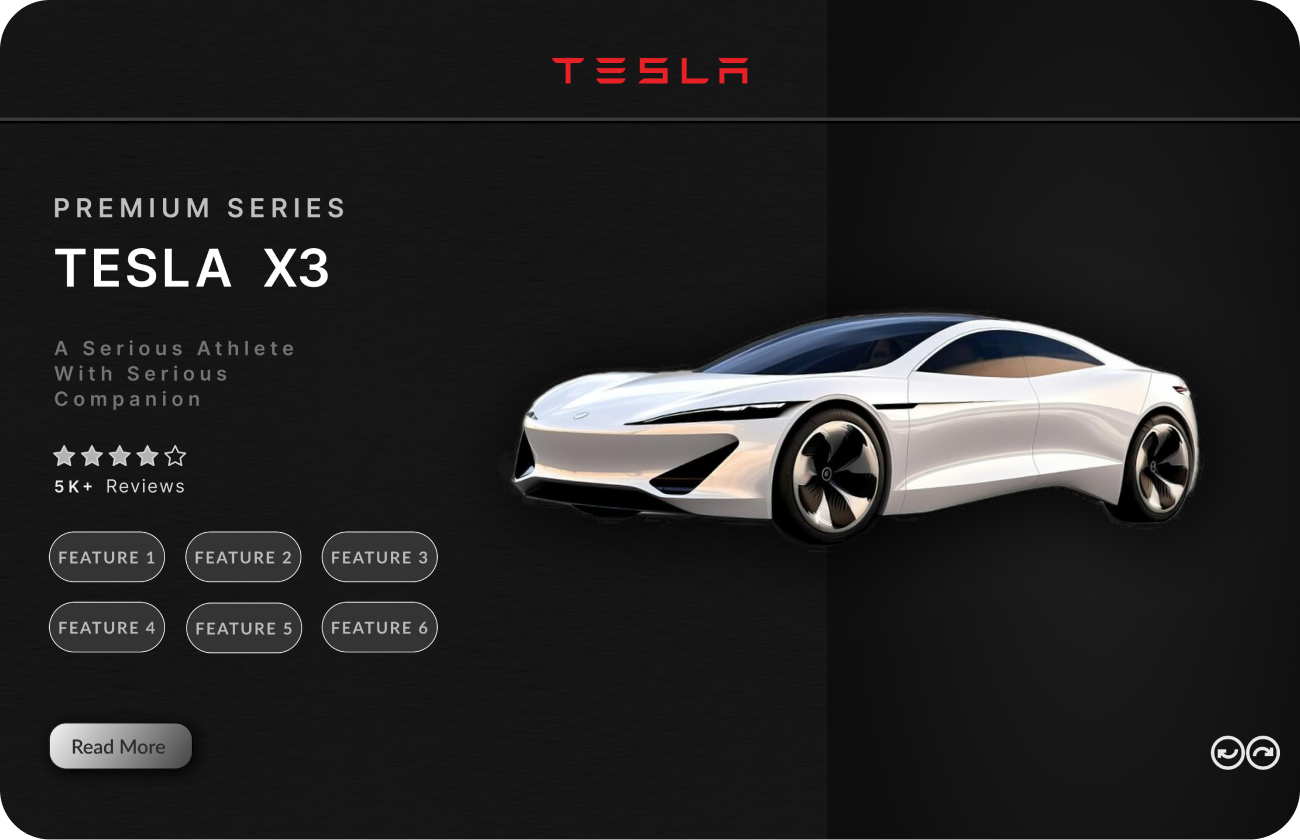 TESLA
PREMIUM SERIES
TESLA X3
A Serious Athlete
With Serious
Companion
5K+ Reviews
FEATURE 1 FEATURE 2 FEATURE 3
FEATURE 4 FEATURE 5 FEATURE 6
Read More